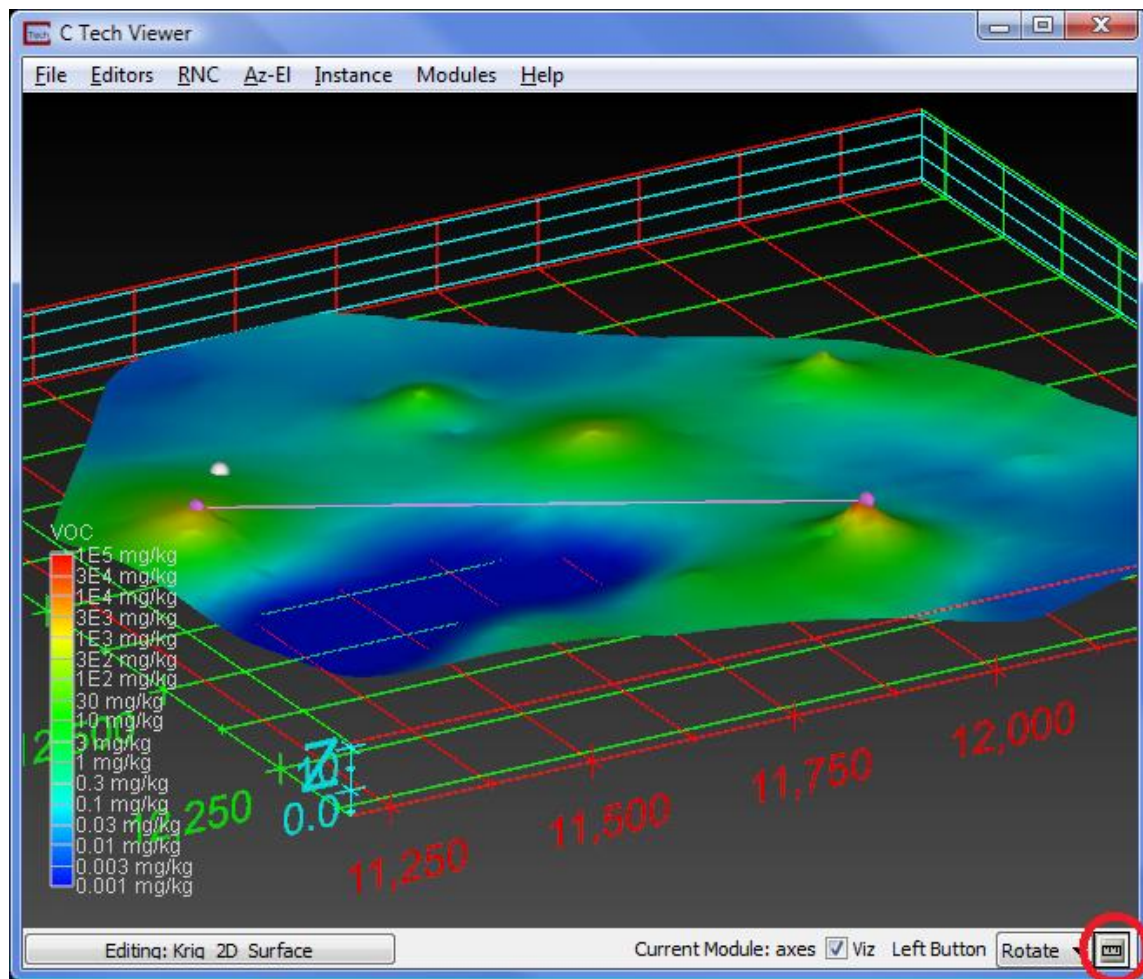 Tech C Tech Viewer
File Editors RNC Az-El Instance Modules Help
VOC
1E5 mg/kg
3E4 mg/kg
1E4 mg/kg
3E3 mg/kg
1E3 mg/kg
3E2 mg/kg
1E2 mg/kg
30 mg/kg
10 mg/kg
3 mg/kg
1 mg/kg
0.3 mg/kg
0.1 mg/kg
0.03 mg/kg
0.01 mg/kg
0.003 mg/kg
0.001 mg/kg
12,250
Z
10
0.0
11,250
11,500
11,750
12,000
Editing: Krig_2D_Surface Current Module: axes Viz Left Button Rotate